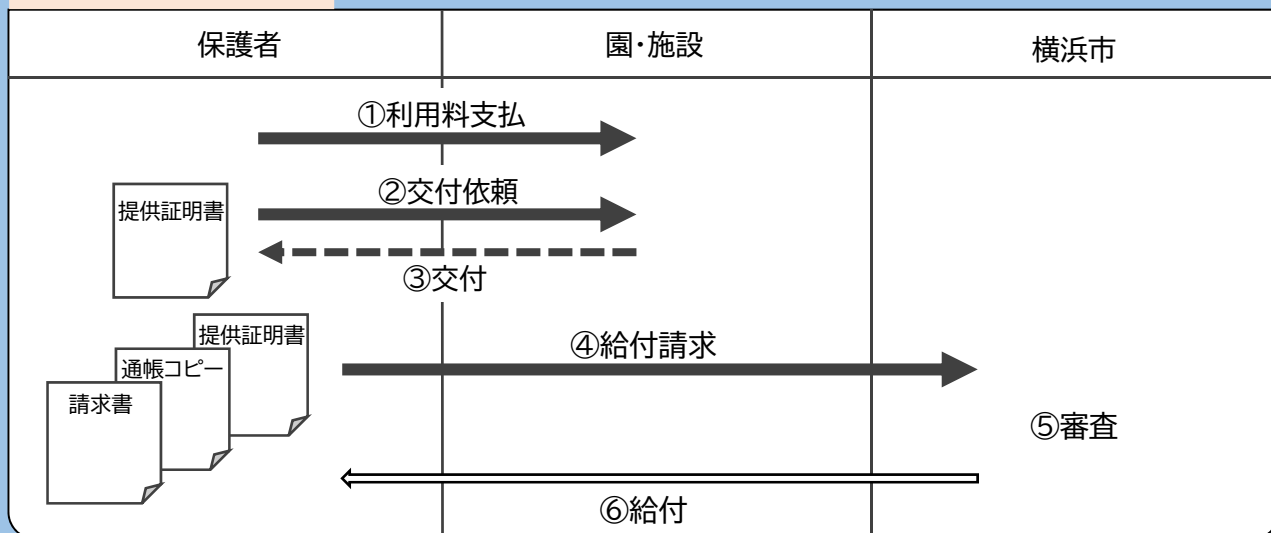 保護者
園・施設
横浜市
①利用料支払
②交付依頼
提供証明書
③交付
提供証明書
④給付請求
通帳コピー
請求書
⑤審査
⑥給付